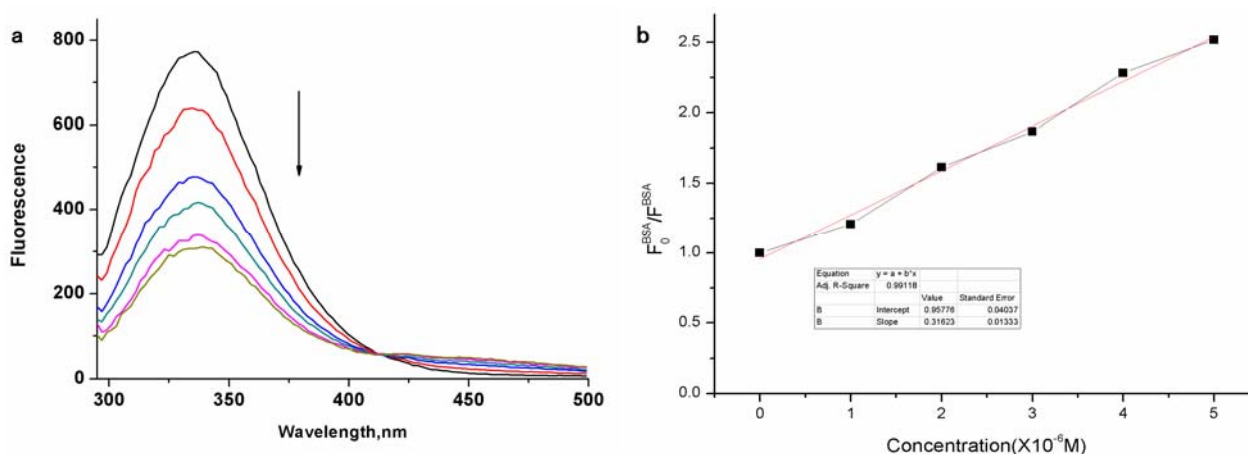 a
800
600
400
200
0
Fluorescence
300 350 400 450 500
Wavelength,nm
b
2.5
2.0
1.5
1.0
0.5
0.0
F₀ᴮˢᴬ/Fᴮˢᴬ
Equation y = a + b*x
Adj. R-Square 0.99118
Value Standard Error
B Intercept 0.95776 0.04037
B Slope 0.31623 0.01333
0 1 2 3 4 5
Concentration(X10⁻⁶M)